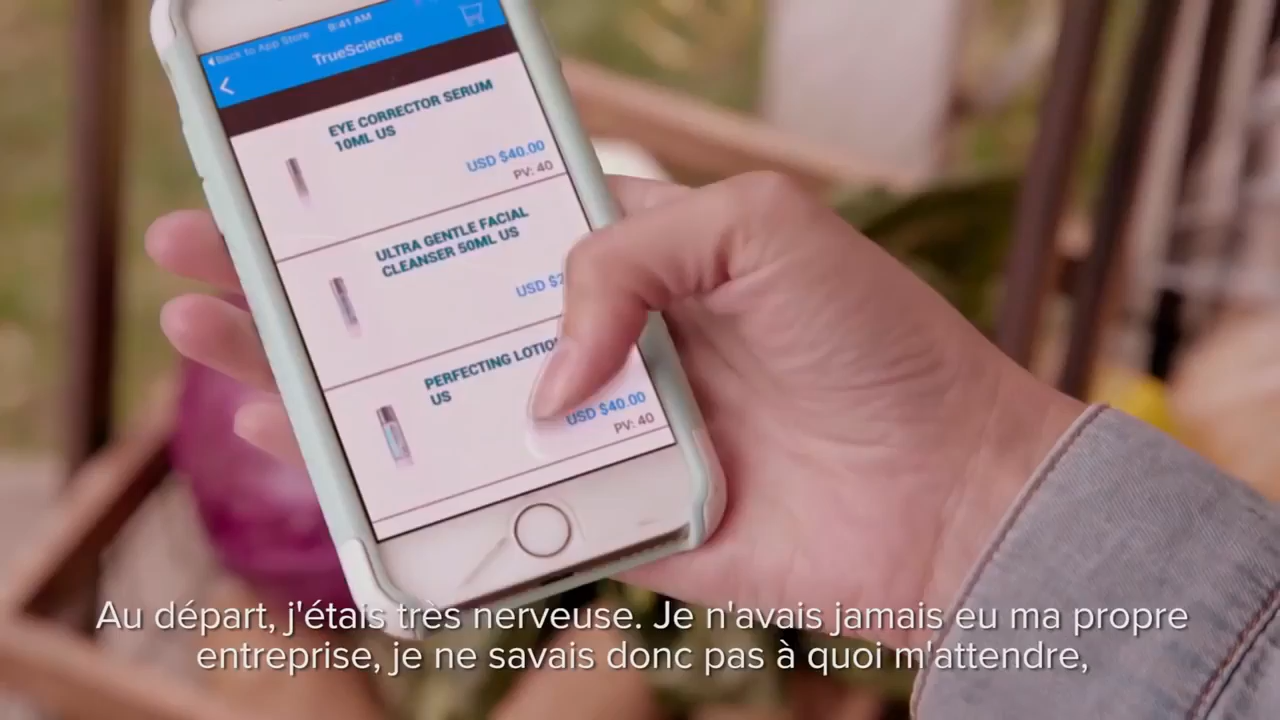 Back to App Store 9:41 AM
TrueScience
EYE CORRECTOR SERUM
10ML US
USD $40.00
PV: 40
ULTRA GENTLE FACIAL
CLEANSER 50ML US
USD
PERFECTING
US
USD $40.00
PV: 40
Au départ, j'étais très nerveuse. Je n'avais jamais eu ma propre
entreprise, je ne savais donc pas à quoi m'attendre,